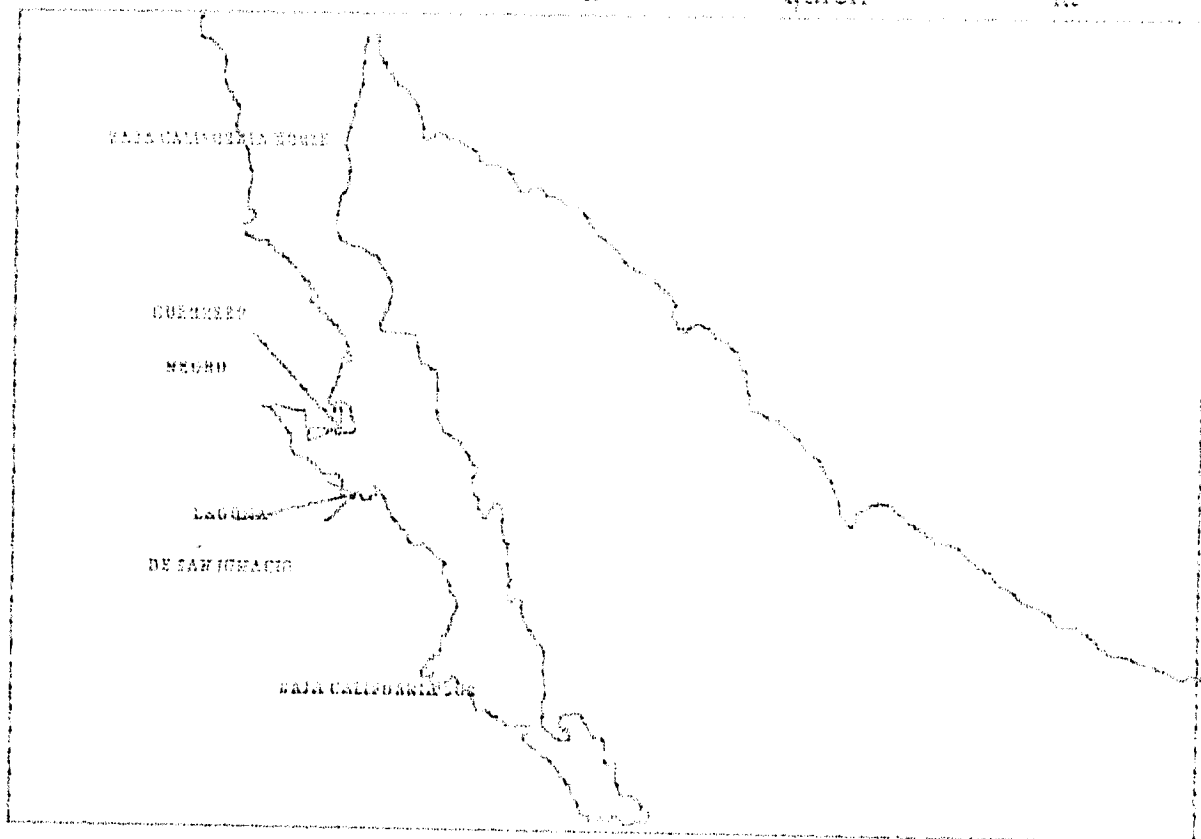 BAJA CALIFORNIA NORTE
GUERRERO
NEGRO
LAGUNA
DE SAN IGNACIO
BAJA CALIFORNIA SUR